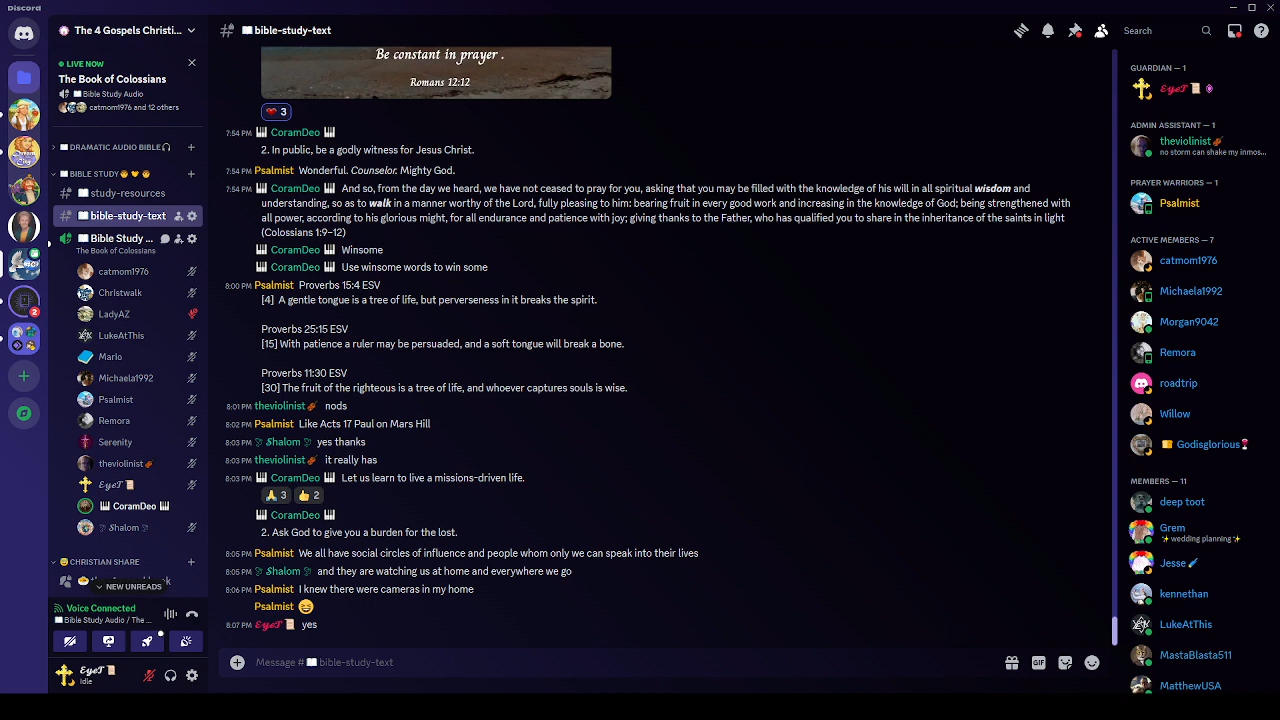 Discord
The 4 Gospels Christi...
LIVE NOW
The Book of Colossians
Bible Study Audio
catmom1976 and 12 others
DRAMATIC AUDIO BIBLE
BIBLE STUDY
study-resources
bible-study-text
Bible Study ...
The Book of Colossians
catmom1976
Christwalk
LadyAZ
LukeAtThis
Mario
Michaela1992
Psalmist
Remora
Serenity
theviolinist
EyeT
CoramDeo
Shalom
CHRISTIAN SHARE
NEW UNREADS
Voice Connected
Bible Study Audio / The ...
EyeT
Idle
2
bible-study-text
Search
Be constant in prayer .
Romans 12:12
3
7:54 PM CoramDeo
2. In public, be a godly witness for Jesus Christ.
7:54 PM Psalmist Wonderful. Counselor. Mighty God.
7:54 PM CoramDeo And so, from the day we heard, we have not ceased to pray for you, asking that you may be filled with the knowledge of his will in all spiritual wisdom and
understanding, so as to walk in a manner worthy of the Lord, fully pleasing to him: bearing fruit in every good work and increasing in the knowledge of God; being strengthened with
all power, according to his glorious might, for all endurance and patience with joy; giving thanks to the Father, who has qualified you to share in the inheritance of the saints in light
(Colossians 1:9–12)
CoramDeo Winsome
CoramDeo Use winsome words to win some
8:00 PM Psalmist Proverbs 15:4 ESV
[4] A gentle tongue is a tree of life, but perverseness in it breaks the spirit.
Proverbs 25:15 ESV
[15] With patience a ruler may be persuaded, and a soft tongue will break a bone.
Proverbs 11:30 ESV
[30] The fruit of the righteous is a tree of life, and whoever captures souls is wise.
8:01 PM theviolinist nods
8:02 PM Psalmist Like Acts 17 Paul on Mars Hill
8:03 PM Shalom yes thanks
8:03 PM theviolinist it really has
8:03 PM CoramDeo Let us learn to live a missions-driven life.
3 2
CoramDeo
2. Ask God to give you a burden for the lost.
8:05 PM Psalmist We all have social circles of influence and people whom only we can speak into their lives
8:05 PM Shalom and they are watching us at home and everywhere we go
8:06 PM Psalmist I knew there were cameras in my home
Psalmist
8:07 PM EyeT yes
Message # bible-study-text
GIF
GUARDIAN — 1
EyeT
ADMIN ASSISTANT — 1
theviolinist
no storm can shake my inmos...
PRAYER WARRIORS — 1
Psalmist
ACTIVE MEMBERS — 7
catmom1976
Michaela1992
Morgan9042
Remora
roadtrip
Willow
Godisglorious
MEMBERS — 11
deep toot
Grem
wedding planning
Jesse
kennethan
LukeAtThis
MastaBlasta511
MatthewUSA